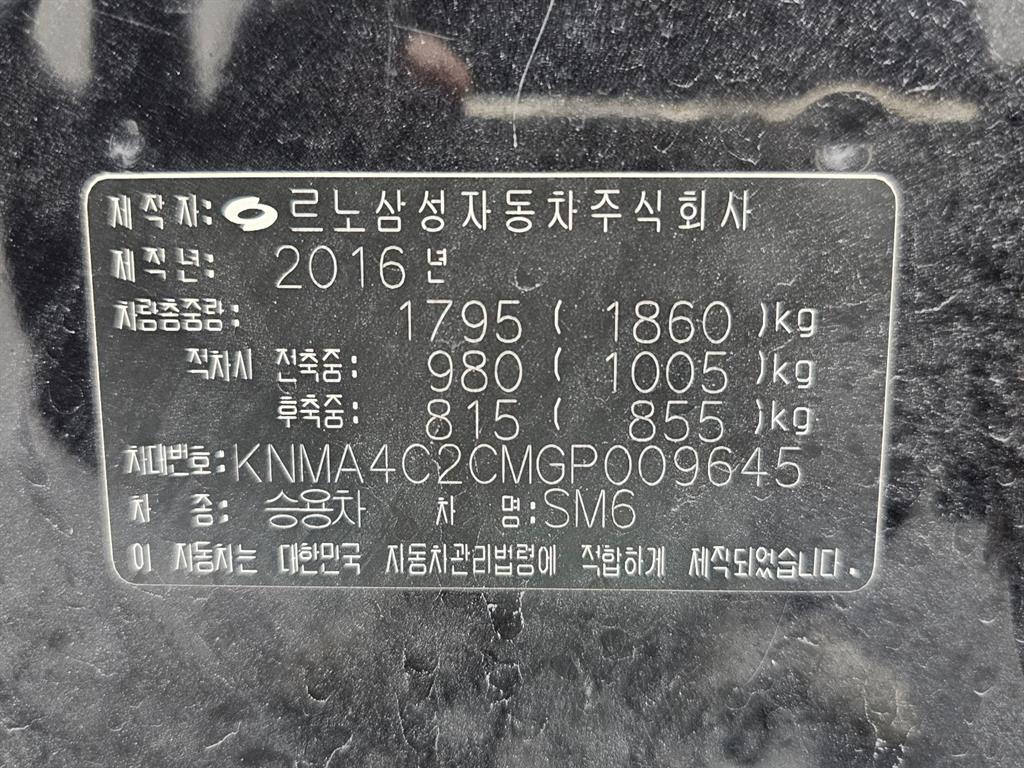 제작자: 르노삼성자동차주식회사
제작년: 2016년
차량총중량: 1795 ( 1860 )kg
적차시 전축중: 980 ( 1005 )kg
후축중: 815 ( 855 )kg
차대번호: KNMA4C2CMGP009645
차 종: 승용차 차 명: SM6
이 자동차는 대한민국 자동차관리법령에 적합하게 제작되었습니다.